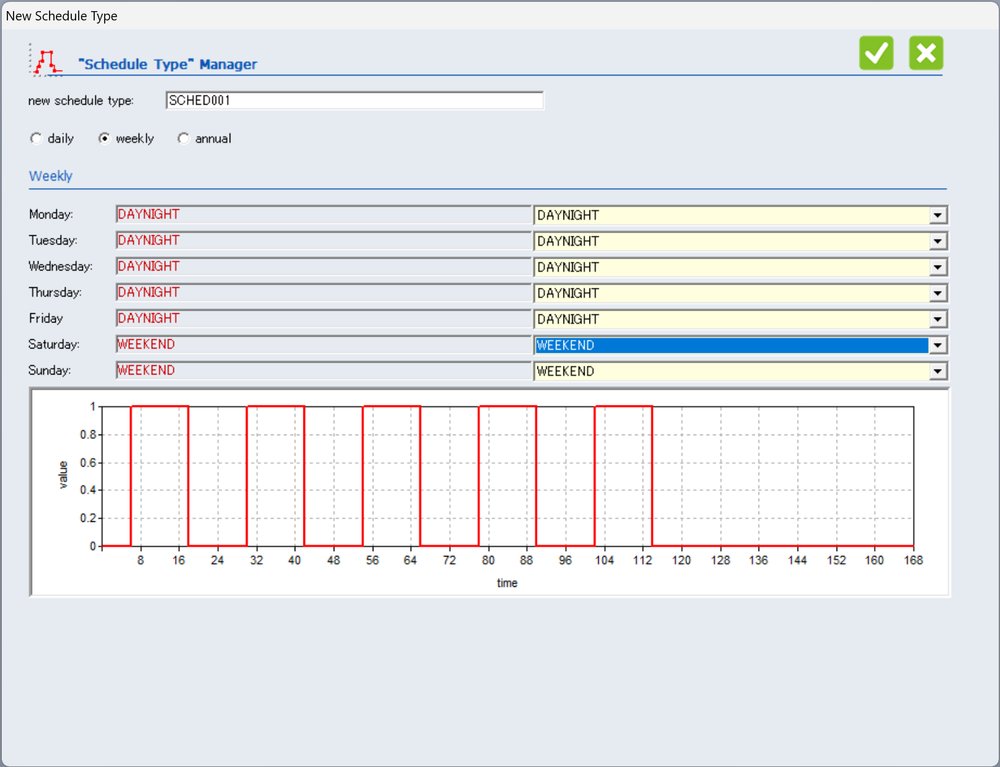 New Schedule Type
"Schedule Type" Manager
new schedule type: SCHED001
daily weekly annual
Weekly
Monday: DAYNIGHT DAYNIGHT
Tuesday: DAYNIGHT DAYNIGHT
Wednesday: DAYNIGHT DAYNIGHT
Thursday: DAYNIGHT DAYNIGHT
Friday DAYNIGHT DAYNIGHT
Saturday: WEEKEND WEEKEND
Sunday: WEEKEND WEEKEND
1
0.8
0.6
value
0.4
0.2
0
8 16 24 32 40 48 56 64 72 80 88 96 104 112 120 128 136 144 152 160 168
time